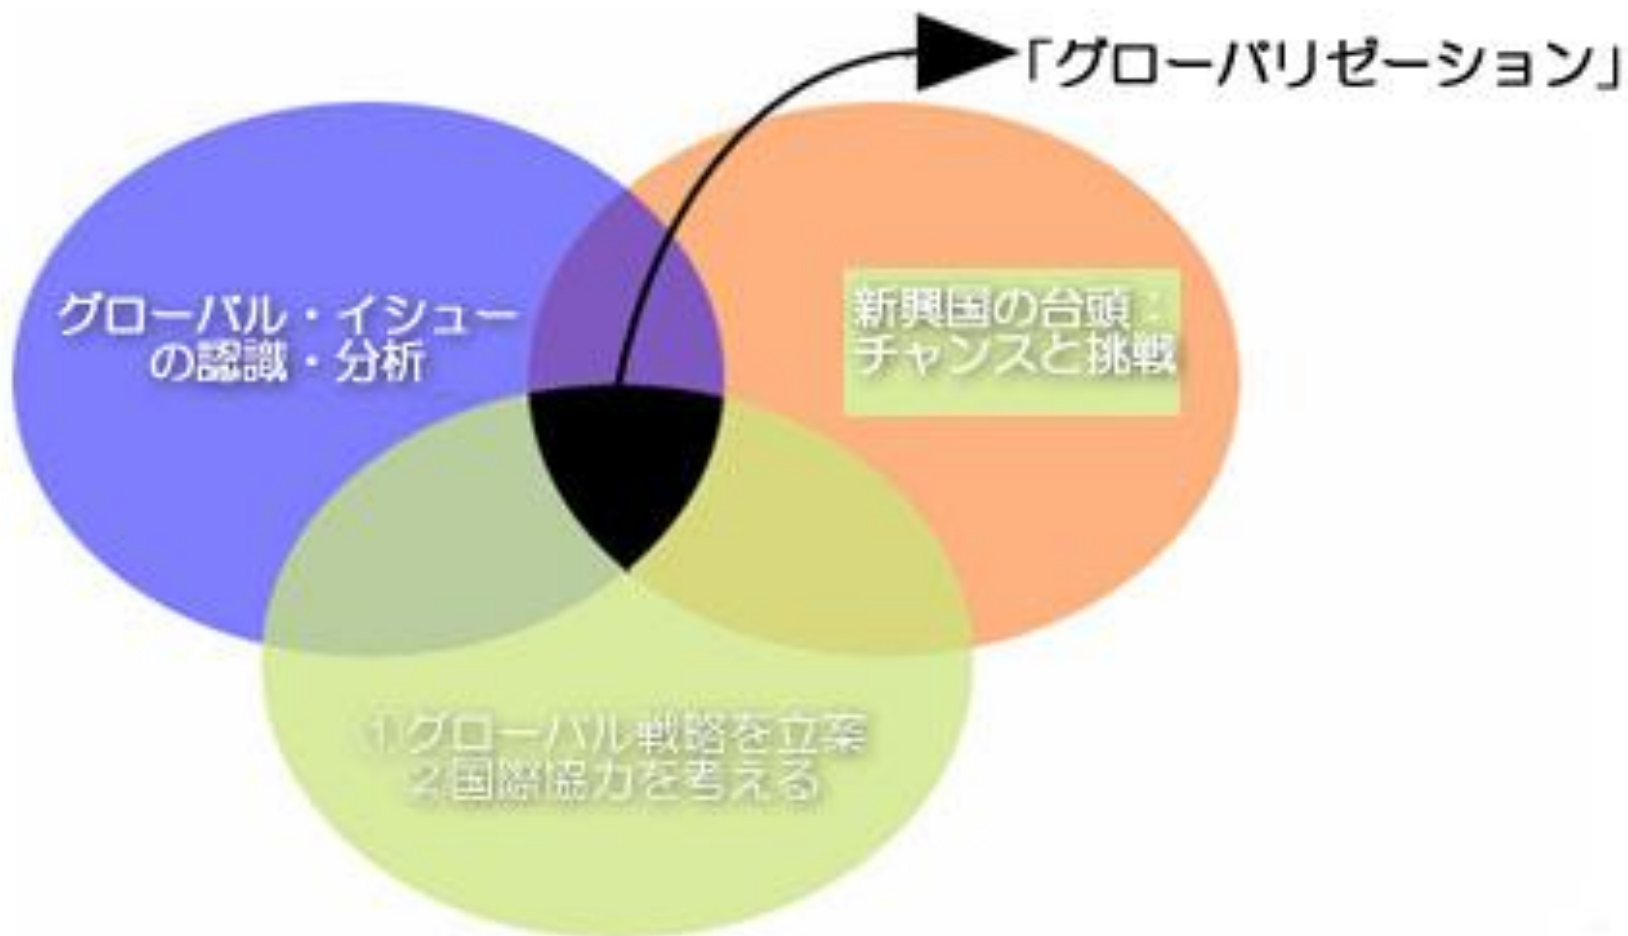 「グローバリゼーション」
グローバル・イシュー
の認識・分析
新興国の台頭：
チャンスと挑戦
1グローバル戦略を立案
2国際協力を考える